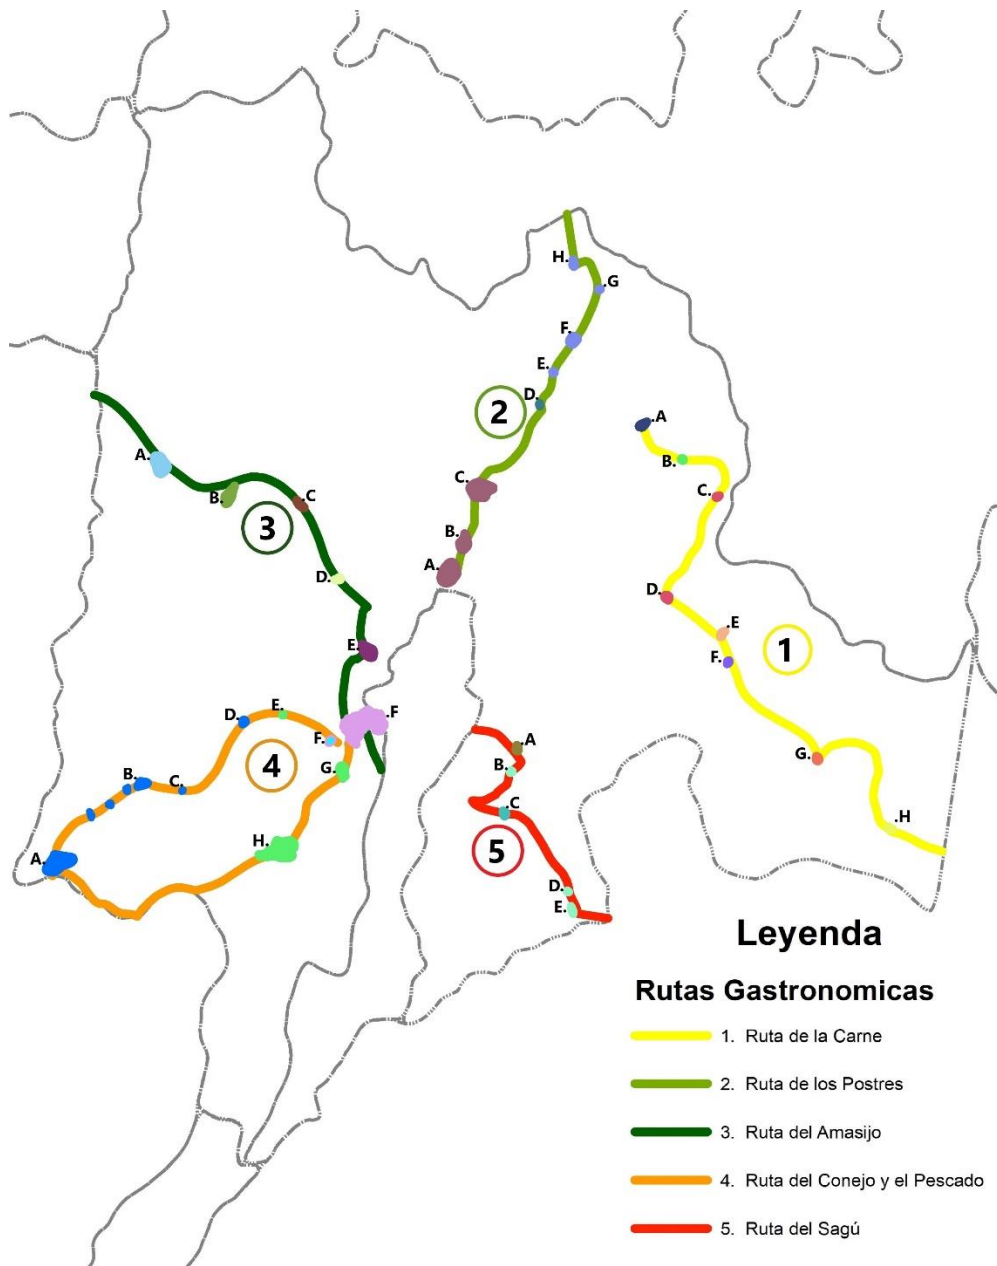 H.
.G
F.
E.
D.
2
C.
B.
A.
.A
B.
C.
D.
.E
F.
1
G.
.H
A.
B.
.C
3
D.
E.
.F
D.
E.
F.
4
G.
B.
C.
A.
H.
.A
B.
.C
5
D.
E.
Leyenda
Rutas Gastronomicas
1. Ruta de la Carne
2. Ruta de los Postres
3. Ruta del Amasijo
4. Ruta del Conejo y el Pescado
5. Ruta del Sagú